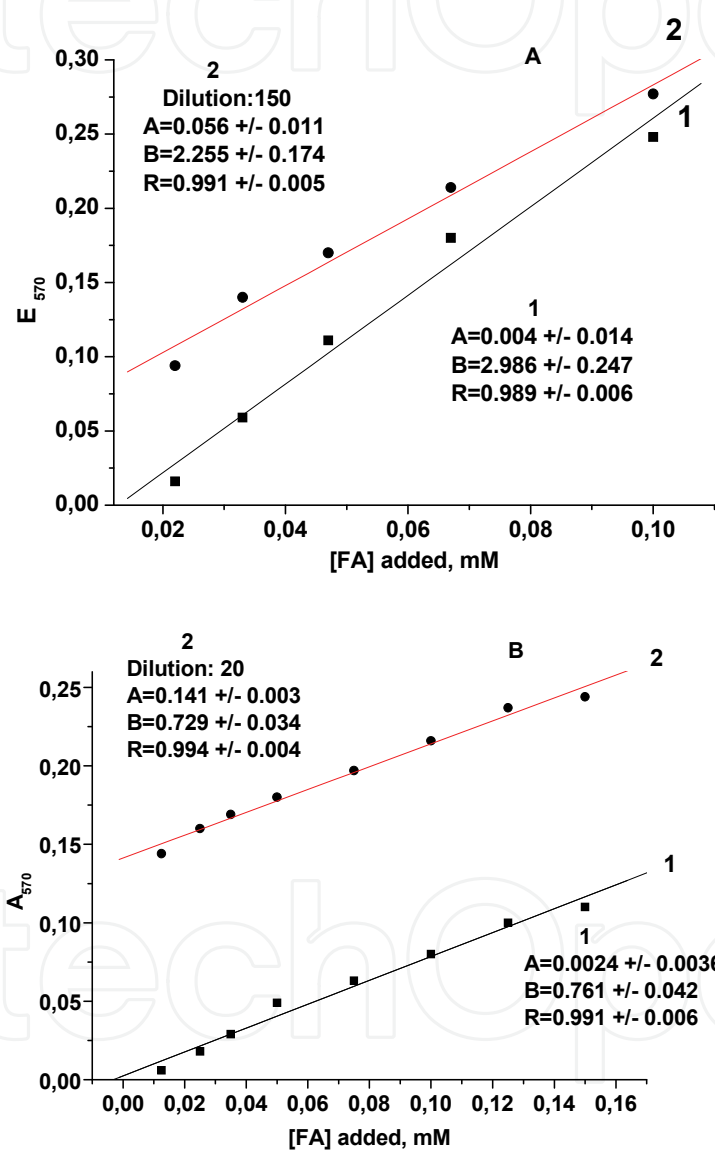 2
A
2
Dilution:150
A=0.056 +/- 0.011
B=2.255 +/- 0.174
R=0.991 +/- 0.005
1
0,30
0,25
0,20
0,15
0,10
0,05
0,00
E570
1
A=0.004 +/- 0.014
B=2.986 +/- 0.247
R=0.989 +/- 0.006
0,02 0,04 0,06 0,08 0,10
[FA] added, mM
2
B
2
Dilution: 20
A=0.141 +/- 0.003
B=0.729 +/- 0.034
R=0.994 +/- 0.004
0,25
0,20
0,15
0,10
0,05
0,00
A570
1
1
A=0.0024 +/- 0.0036
B=0.761 +/- 0.042
R=0.991 +/- 0.006
0,00 0,02 0,04 0,06 0,08 0,10 0,12 0,14 0,16
[FA] added, mM
techOpe